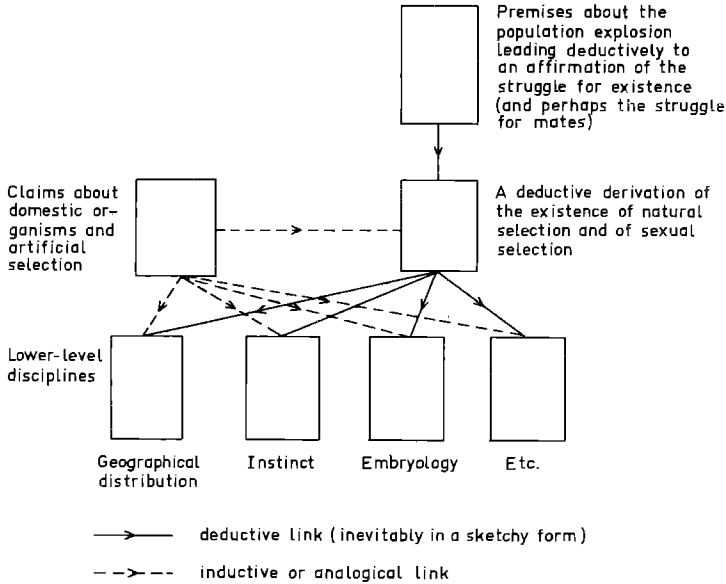 Premises about the
population explosion
leading deductively to
an affirmation of the
struggle for existence
(and perhaps the struggle
for mates)
Claims about
domestic or-
ganisms and
artificial
selection
A deductive derivation of
the existence of natural
selection and of sexual
selection
Lower-level
disciplines
Geographical
distribution
Instinct
Embryology
Etc.
deductive link (inevitably in a sketchy form)
inductive or analogical link